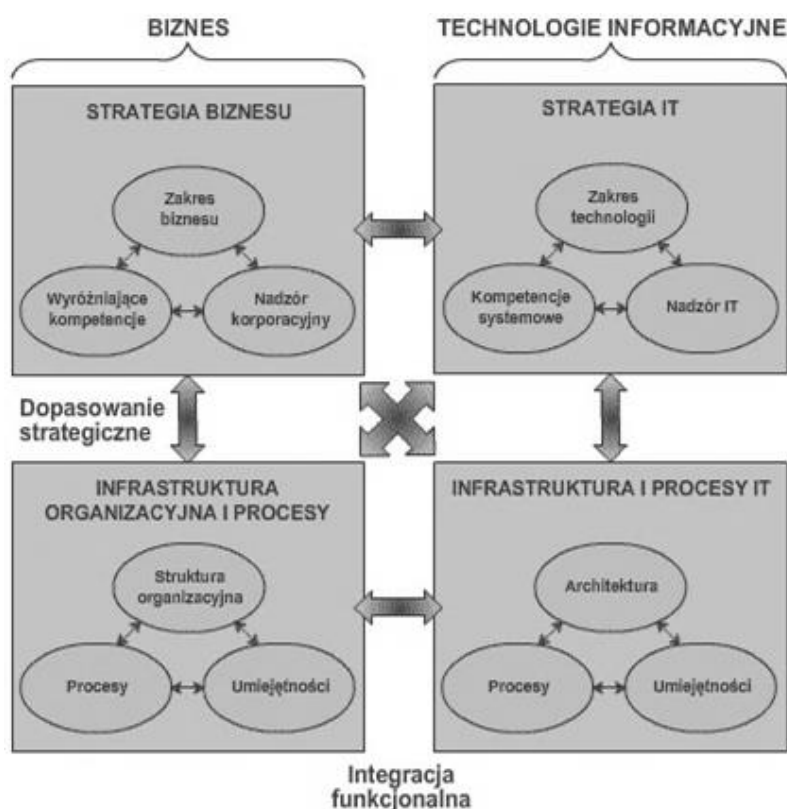 BIZNES
TECHNOLOGIE INFORMACYJNE
STRATEGIA BIZNESU
Zakres
biznesu
Wyróżniające
kompetencje
Nadzór
korporacyjny
STRATEGIA IT
Zakres
technologii
Kompetencje
systemowe
Nadzór IT
Dopasowanie
strategiczne
INFRASTRUKTURA
ORGANIZACYJNA I PROCESY
Struktura
organizacyjna
Procesy
Umiejętności
INFRASTRUKTURA I PROCESY IT
Architektura
Procesy
Umiejętności
Integracja
funkcjonalna